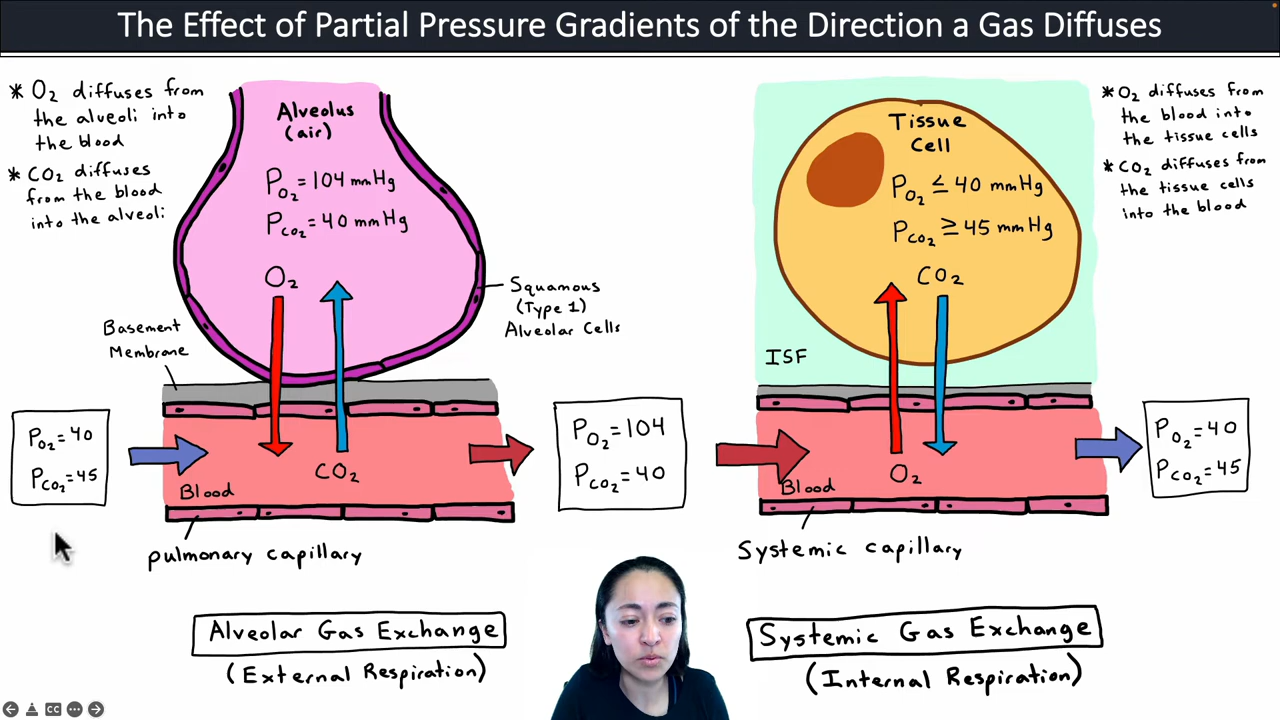 The Effect of Partial Pressure Gradients of the Direction a Gas Diffuses
* O2 diffuses from
the alveoli into
the blood
* CO2 diffuses
from the blood
into the alveoli
Alveolus
(air)
PO2 = 104 mmHg
PCO2 = 40 mmHg
O2
Squamous
(Type 1)
Alveolar Cells
Basement
Membrane
PO2 = 40
PCO2 = 45
CO2
Blood
pulmonary capillary
PO2 = 104
PCO2 = 40
Alveolar Gas Exchange
(External Respiration)
Tissue
Cell
PO2 ≤ 40 mmHg
PCO2 ≥ 45 mmHg
CO2
ISF
* O2 diffuses from
the blood into
the tissue cells
* CO2 diffuses from
the tissue cells
into the blood
O2
Blood
Systemic capillary
PO2 = 40
PCO2 = 45
Systemic Gas Exchange
(Internal Respiration)
CC